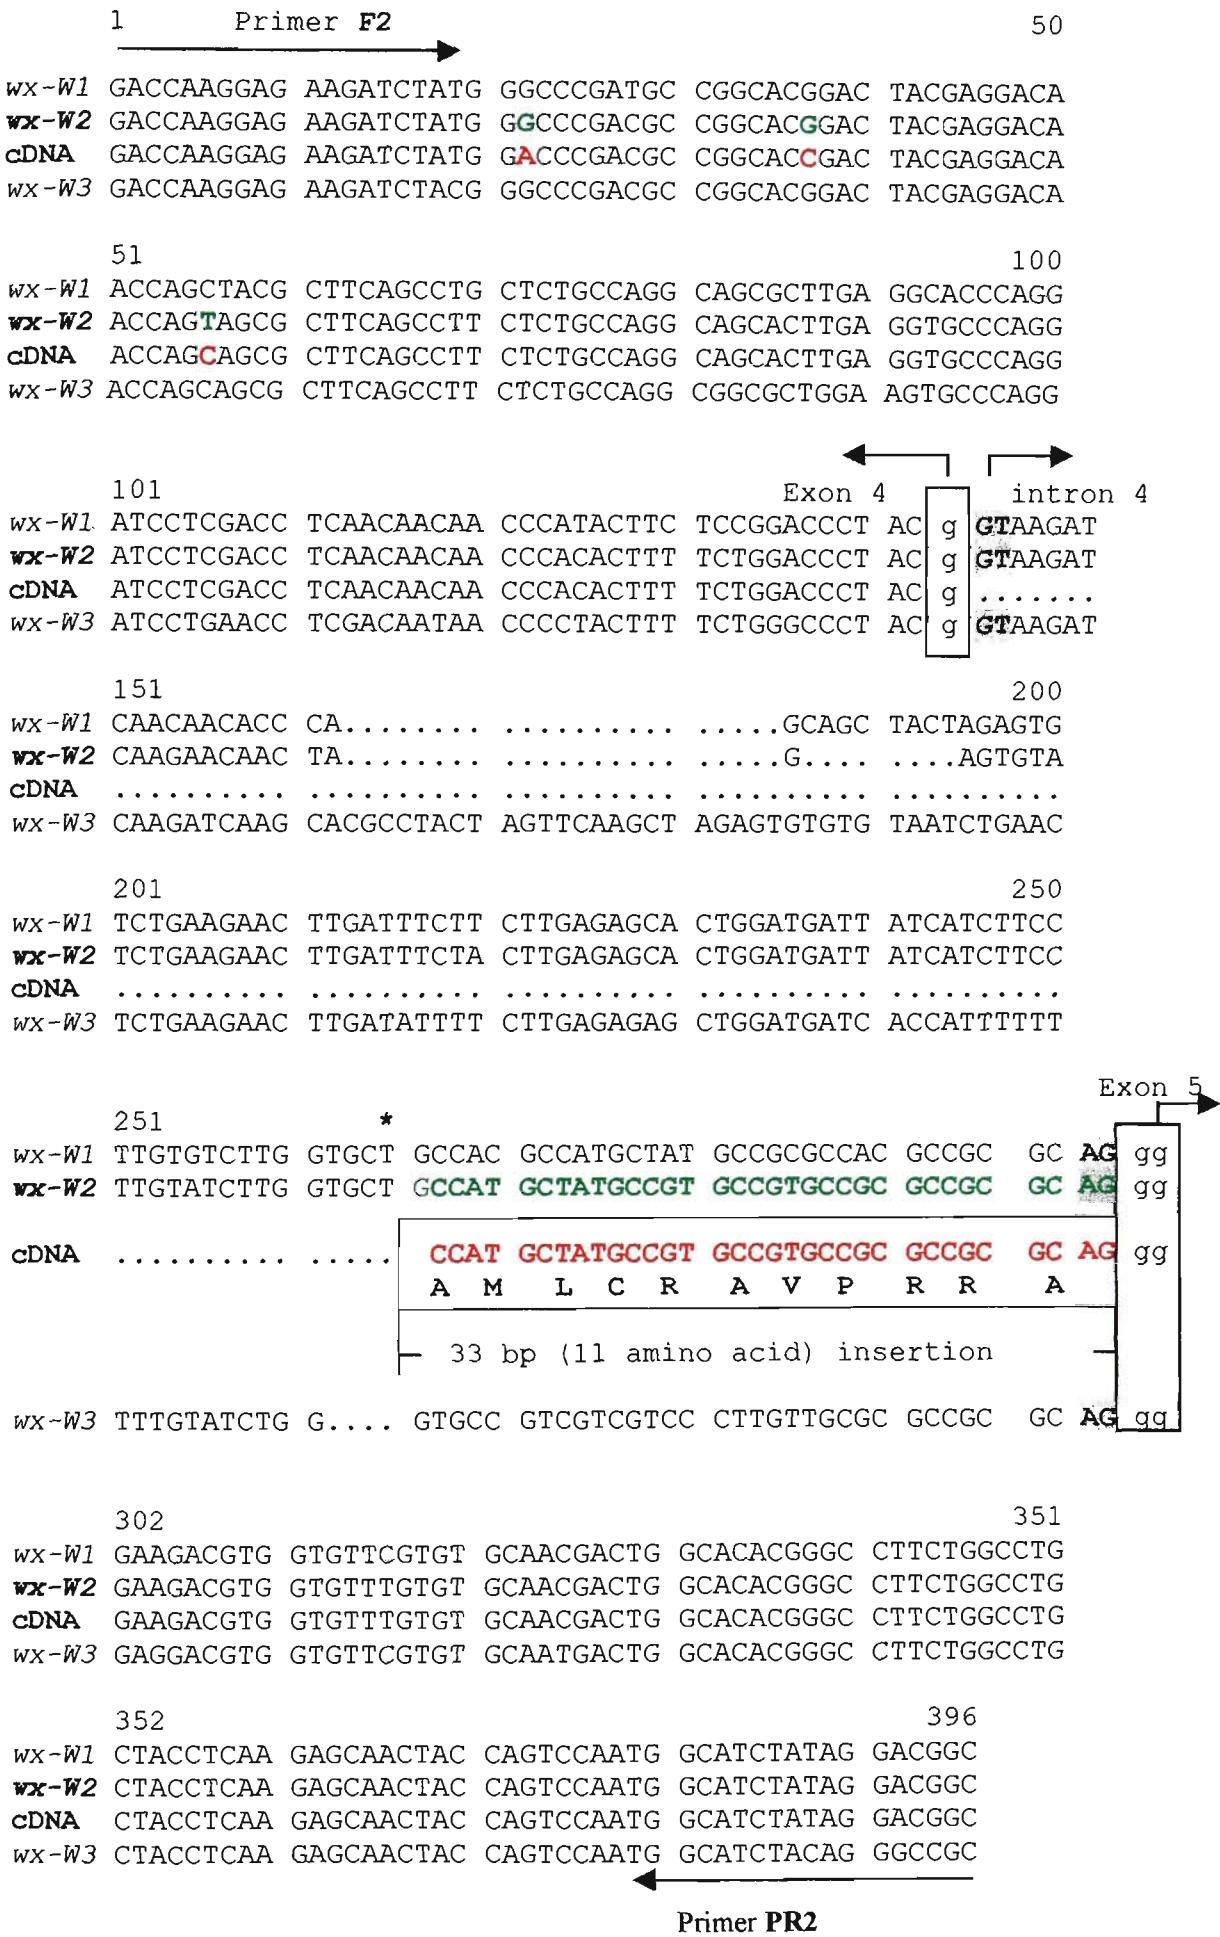 1 Primer F2 50
wx-W1 GACCAAGGAG AAGATCTATG GGCCCGATGC CGGCACGGAC TACGAGGACA
wx-W2 GACCAAGGAG AAGATCTATG GGCCCGACGC CGGCACGGAC TACGAGGACA
cDNA GACCAAGGAG AAGATCTATG GACCCGACGC CGGCACCGAC TACGAGGACA
wx-W3 GACCAAGGAG AAGATCTACG GGCCCGACGC CGGCACGGAC TACGAGGACA
51 100
wx-W1 ACCAGCTACG CTTCAGCCTG CTCTGCCAGG CAGCGCTTGA GGCACCCAGG
wx-W2 ACCAGTAGCG CTTCAGCCTT CTCTGCCAGG CAGCACTTGA GGTGCCCAGG
cDNA ACCAGCAGCG CTTCAGCCTT CTCTGCCAGG CAGCACTTGA GGTGCCCAGG
wx-W3 ACCAGCAGCG CTTCAGCCTT CTCTGCCAGG CGGCGCTGGA AGTGCCCAGG
101 Exon 4 intron 4
wx-W1 ATCCTCGACC TCAACAACAA CCCATACTTC TCCGGACCCT AC g GTAAGAT
wx-W2 ATCCTCGACC TCAACAACAA CCCACACTTT TCTGGACCCT AC g GTAAGAT
cDNA ATCCTCGACC TCAACAACAA CCCACACTTT TCTGGACCCT AC g .......
wx-W3 ATCCTGAACC TCGACAATAA CCCCTACTTT TCTGGGCCCT AC g GTAAGAT
151 200
wx-W1 CAACAACACC CA........ .......... .....GCAGC TACTAGAGTG
wx-W2 CAAGAACAAC TA........ .......... .....G.... ....AGTGTA
cDNA .......... .......... .......... .......... ..........
wx-W3 CAAGATCAAG CACGCCTACT AGTTCAAGCT AGAGTGTGTG TAATCTGAAC
201 250
wx-W1 TCTGAAGAAC TTGATTTCTT CTTGAGAGCA CTGGATGATT ATCATCTTCC
wx-W2 TCTGAAGAAC TTGATTTCTA CTTGAGAGCA CTGGATGATT ATCATCTTCC
cDNA .......... .......... .......... .......... ..........
wx-W3 TCTGAAGAAC TTGATATTTT CTTGAGAGAG CTGGATGATC ACCATTTTTT
Exon 5
251 *
wx-W1 TTGTGTCTTG GTGCT GCCAC GCCATGCTAT GCCGCGCCAC GCCGC GC AG gg
wx-W2 TTGTATCTTG GTGCT GCCAT GCTATGCCGT GCCGTGCCGC GCCGC GC AG gg
cDNA .......... ..... CCAT GCTATGCCGT GCCGTGCCGC GCCGC GC AG gg
A M L C R A V P R R A
33 bp (11 amino acid) insertion
wx-W3 TTTGTATCTG G.... GTGCC GTCGTCGTCC CTTGTTGCGC GCCGC GC AG gg
302 351
wx-W1 GAAGACGTGG GTGTTCGTGT GCAACGACTGG GCACACGGGC CTTCTGGCCTG
wx-W2 GAAGACGTGG GTGTTTGTGT GCAACGACTGG GCACACGGGC CTTCTGGCCTG
cDNA GAAGACGTGG GTGTTTGTGT GCAACGACTGG GCACACGGGC CTTCTGGCCTG
wx-W3 GAGGACGTGG GTGTTCGTGT GCAATGACTGG GCACACGGGC CTTCTGGCCTG
352 396
wx-W1 CTACCTCAA GAGCAACTAC CAGTCCAATG GCATCTATAG GACGGC
wx-W2 CTACCTCAA GAGCAACTAC CAGTCCAATG GCATCTATAG GACGGC
cDNA CTACCTCAA GAGCAACTAC CAGTCCAATG GCATCTATAG GACGGC
wx-W3 CTACCTCAA GAGCAACTAC CAGTCCAATG GCATCTACAG GGCCGC
Primer PR2